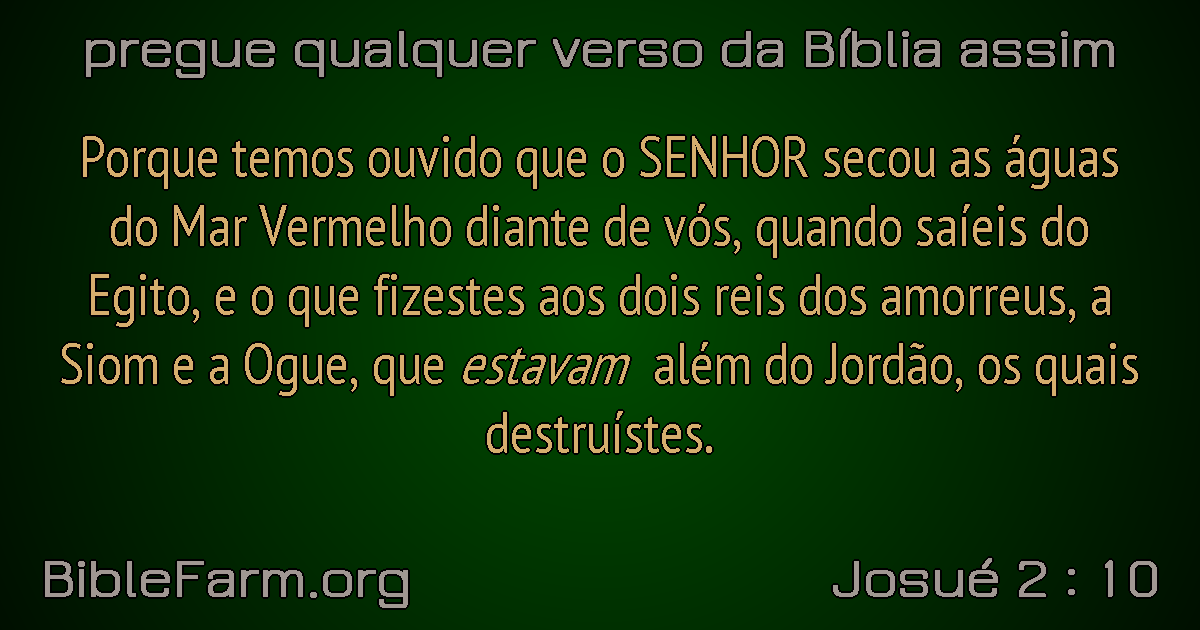 pregue qualquer verso da Bíblia assim
Porque temos ouvido que o SENHOR secou as águas
do Mar Vermelho diante de vós, quando saíeis do
Egito, e o que fizestes aos dois reis dos amorreus, a
Siom e a Ogue, que estavam além do Jordão, os quais
destruístes.
BibleFarm.org
Josué 2 : 10